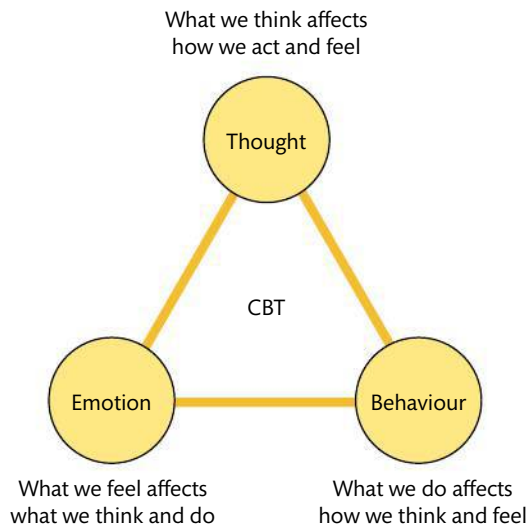 What we think affects
how we act and feel
Thought
CBT
Emotion
Behaviour
What we feel affects
what we think and do
What we do affects
how we think and feel